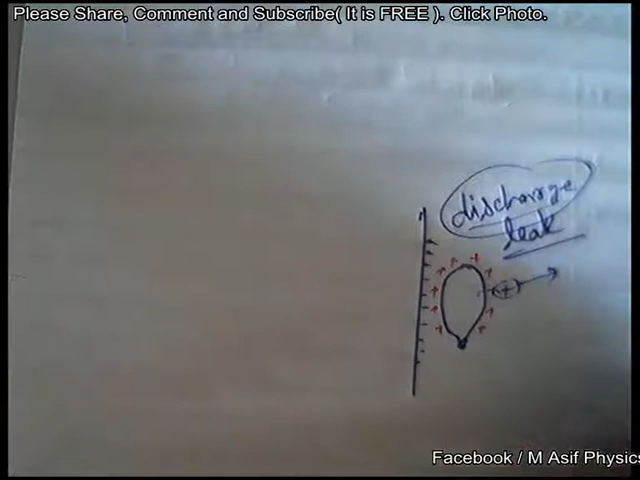 Please Share, Comment and Subscribe( It is FREE ). Click Photo.
discharge
leak
Facebook / M Asif Physics